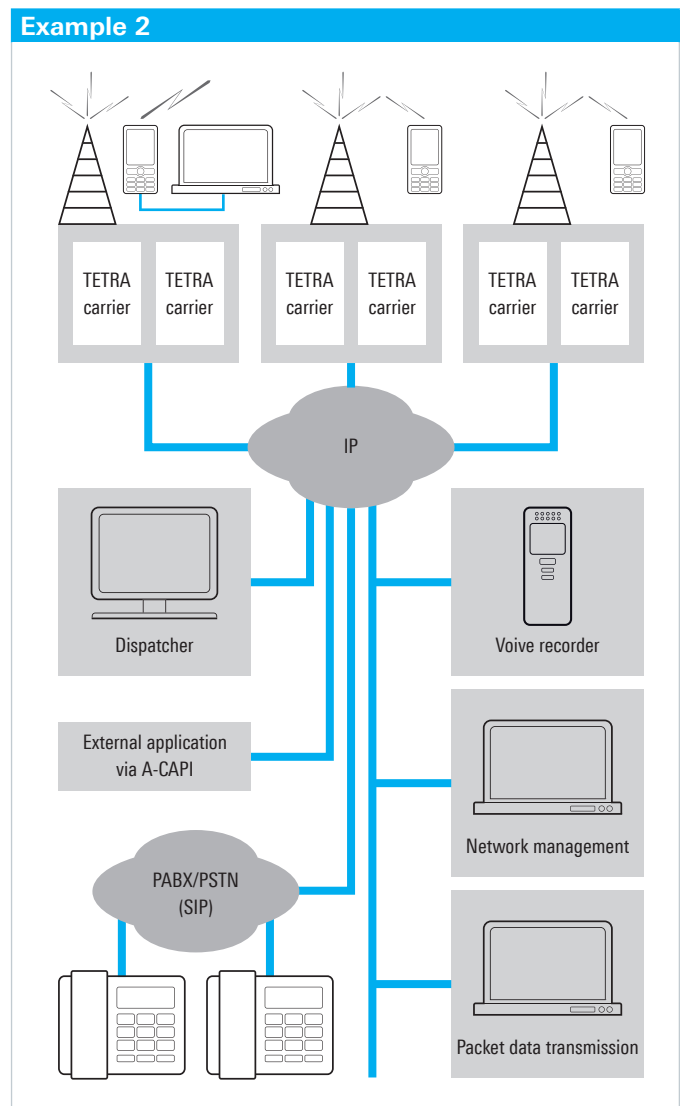 Example 2
TETRA
carrier
TETRA
carrier
TETRA
carrier
TETRA
carrier
TETRA
carrier
TETRA
carrier
IP
Dispatcher
Voive recorder
External application
via A-CAPI
Network management
PABX/PSTN
(SIP)
Packet data transmission